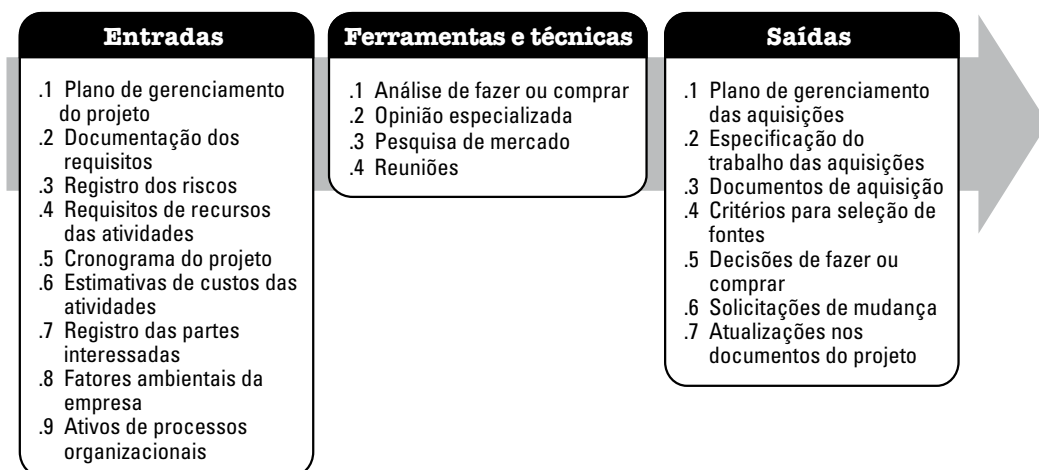 Entradas
.1 Plano de gerenciamento
do projeto
.2 Documentação dos
requisitos
.3 Registro dos riscos
.4 Requisitos de recursos
das atividades
.5 Cronograma do projeto
.6 Estimativas de custos das
atividades
.7 Registro das partes
interessadas
.8 Fatores ambientais da
empresa
.9 Ativos de processos
organizacionais
Ferramentas e técnicas
.1 Análise de fazer ou comprar
.2 Opinião especializada
.3 Pesquisa de mercado
.4 Reuniões
Saídas
.1 Plano de gerenciamento
das aquisições
.2 Especificação do
trabalho das aquisições
.3 Documentos de aquisição
.4 Critérios para seleção de
fontes
.5 Decisões de fazer ou
comprar
.6 Solicitações de mudança
.7 Atualizações nos
documentos do projeto